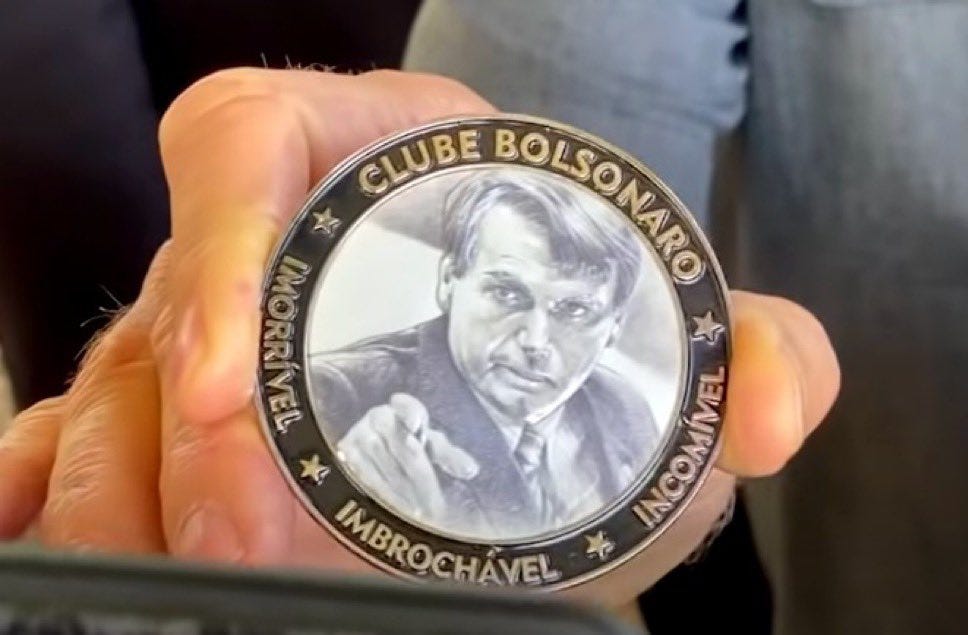 CLUBE BOLSONARO
IMORRÍVEL
IMBROCHÁVEL
INCOMÍVEL